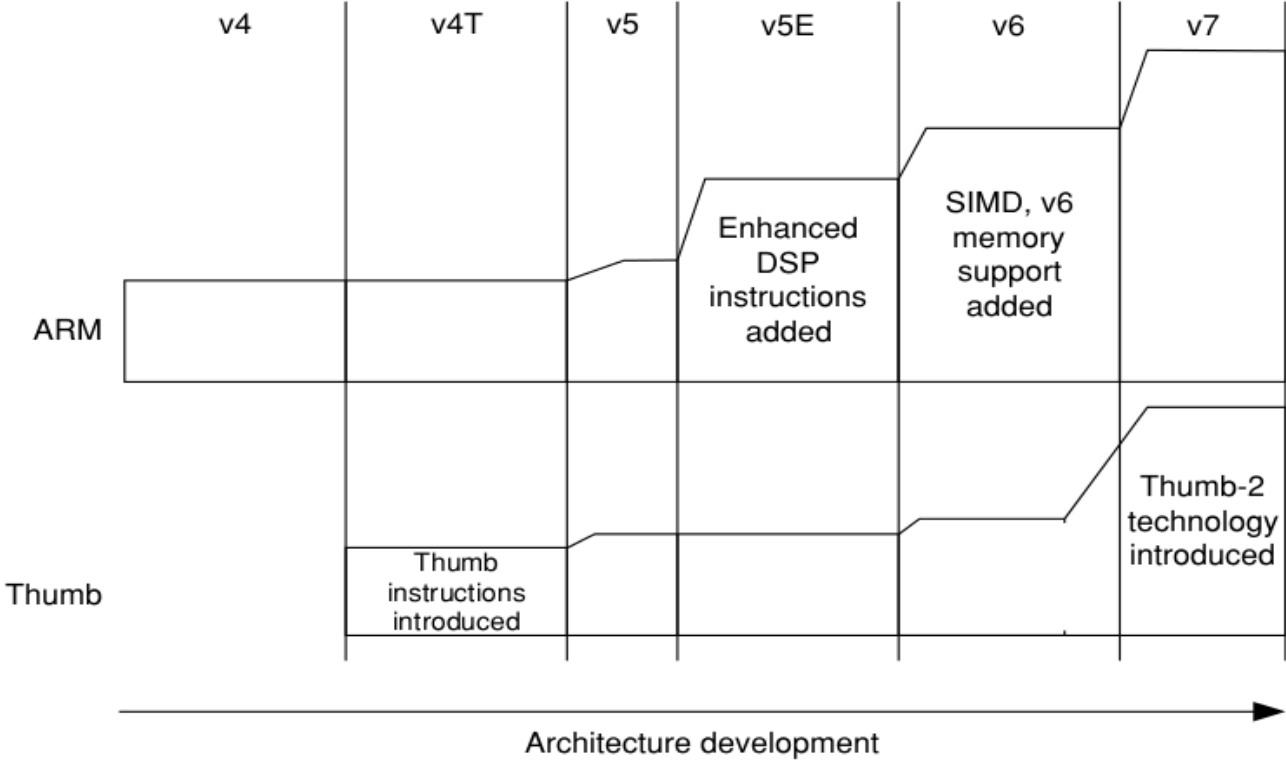 v4
v4T
v5
v5E
v6
v7
Enhanced
DSP
instructions
added
SIMD, v6
memory
support
added
ARM
Thumb-2
technology
introduced
Thumb
instructions
introduced
Thumb
Architecture development